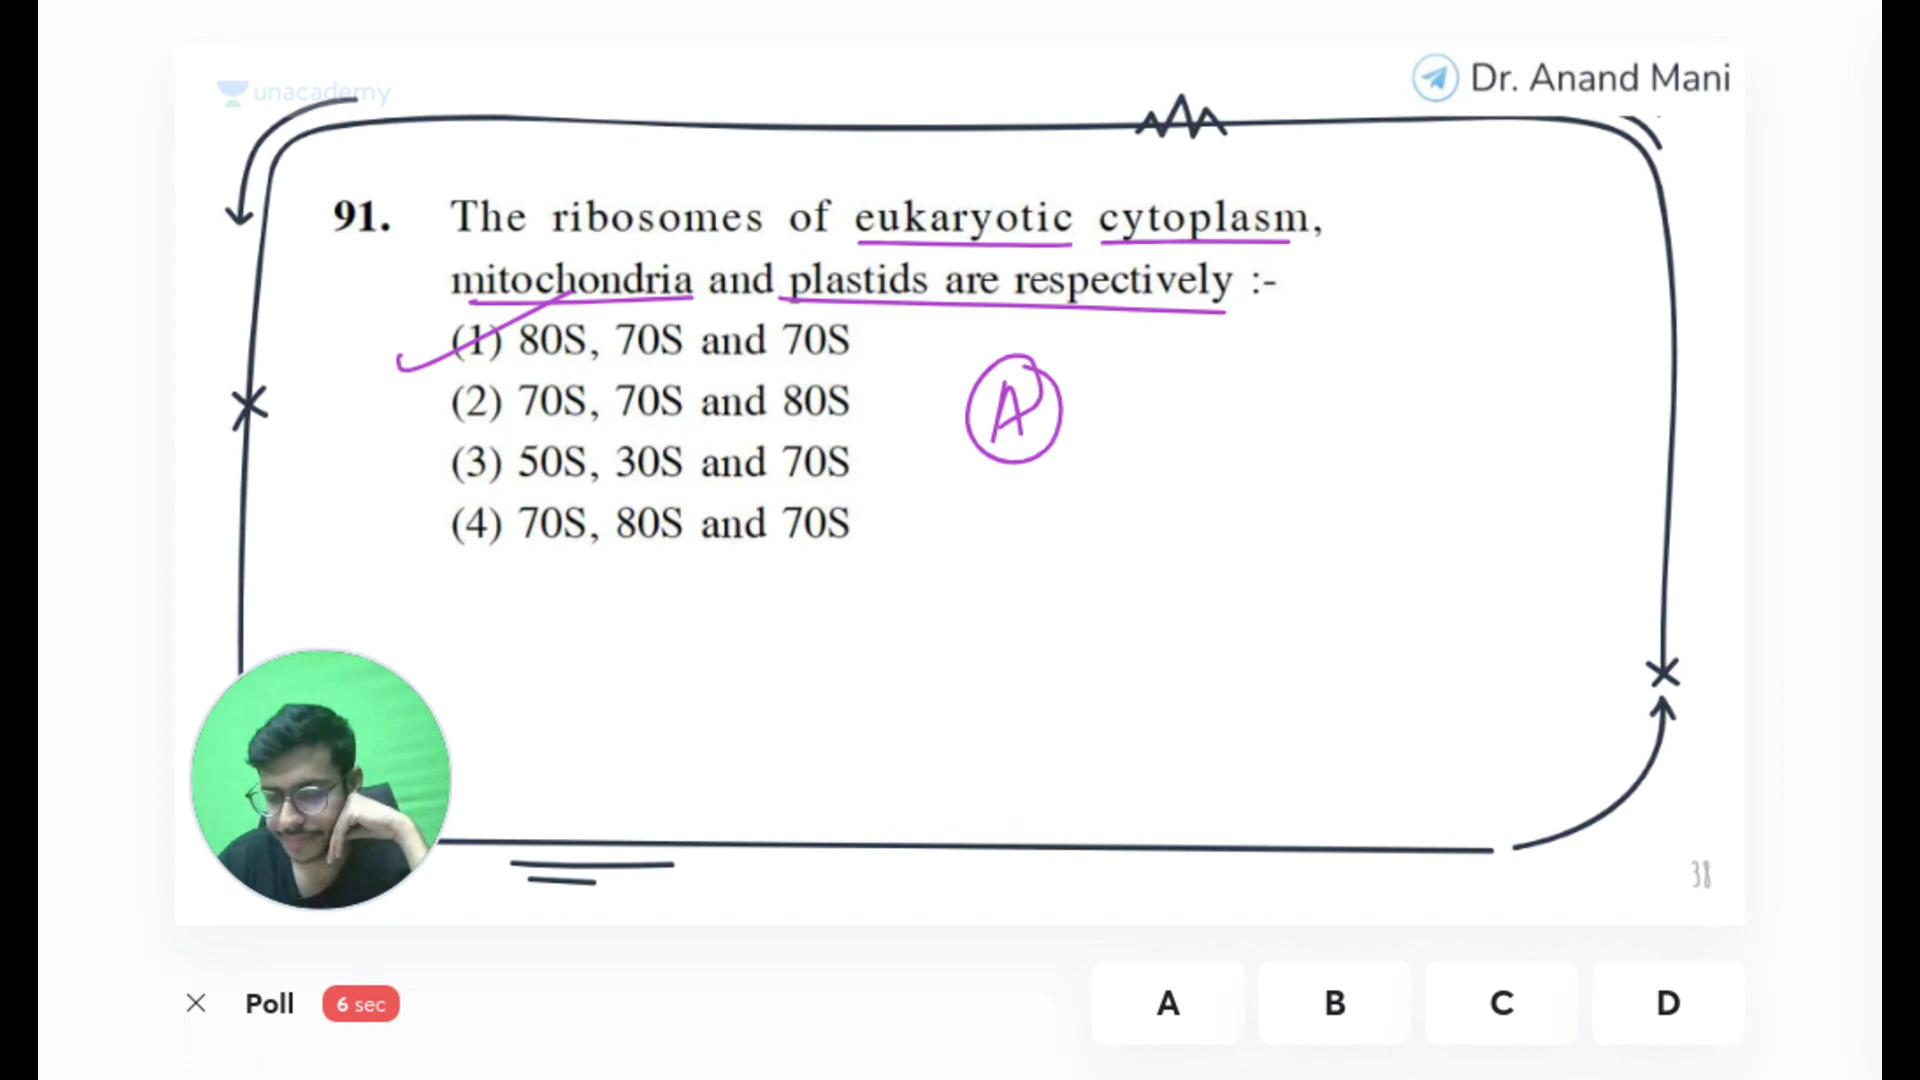 unacademy
Dr. Anand Mani
91. The ribosomes of eukaryotic cytoplasm,
mitochondria and plastids are respectively :-
(1) 80S, 70S and 70S
(2) 70S, 70S and 80S
(3) 50S, 30S and 70S
(4) 70S, 80S and 70S
A
38
Poll 6 sec A B C D